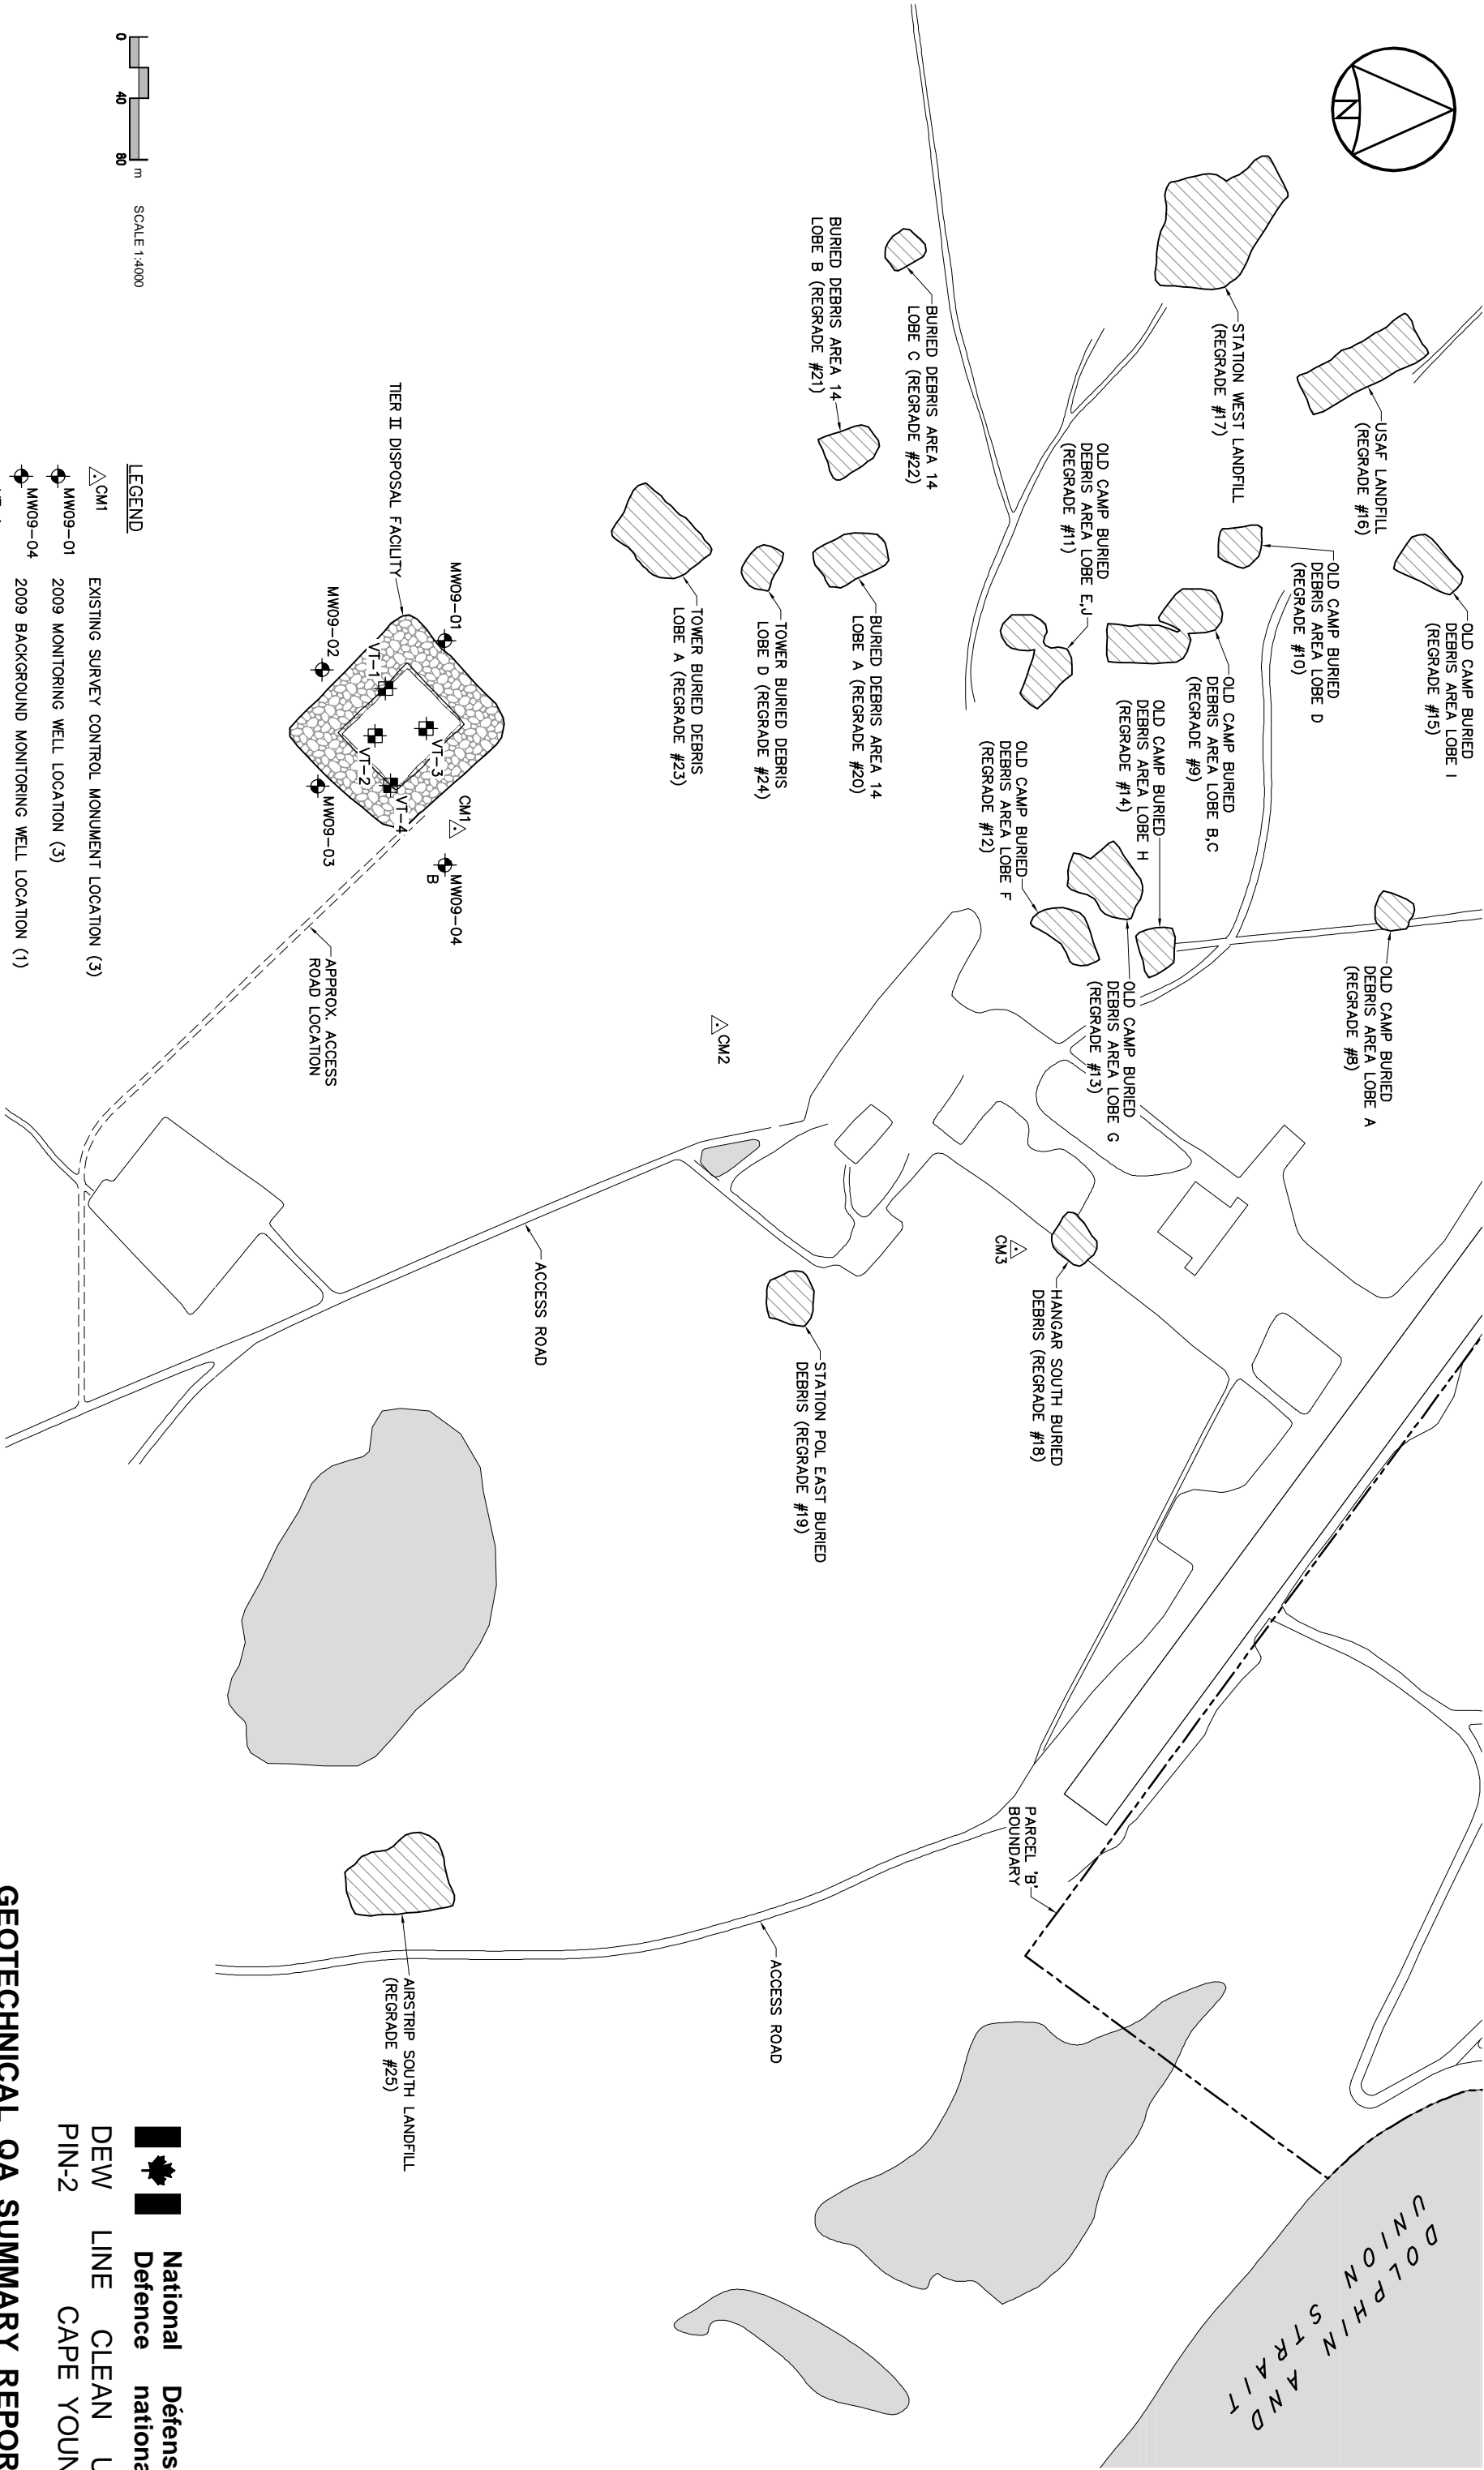 N
USAF LANDFILL
(REGRADE #16)
OLD CAMP BURIED
DEBRIS AREA LOBE I
(REGRADE #15)
STATION WEST LANDFILL
(REGRADE #17)
OLD CAMP BURIED
DEBRIS AREA LOBE D
(REGRADE #10)
OLD CAMP BURIED
DEBRIS AREA LOBE A
(REGRADE #8)
OLD CAMP BURIED
DEBRIS AREA LOBE B,C
(REGRADE #9)
OLD CAMP BURIED
DEBRIS AREA LOBE H
(REGRADE #14)
OLD CAMP BURIED
DEBRIS AREA LOBE E,J
(REGRADE #11)
OLD CAMP BURIED
DEBRIS AREA LOBE G
(REGRADE #13)
OLD CAMP BURIED
DEBRIS AREA LOBE F
(REGRADE #12)
BURIED DEBRIS AREA 14
LOBE C (REGRADE #22)
BURIED DEBRIS AREA 14
LOBE B (REGRADE #21)
BURIED DEBRIS AREA 14
LOBE A (REGRADE #20)
TOWER BURIED DEBRIS
LOBE D (REGRADE #24)
TOWER BURIED DEBRIS
LOBE A (REGRADE #23)
HANGAR SOUTH BURIED
DEBRIS (REGRADE #18)
CM3
STATION POL EAST BURIED
DEBRIS (REGRADE #19)
CM2
PARCEL 'B'
BOUNDARY
DOLPHIN AND
UNION STRAIT
ACCESS ROAD
ACCESS ROAD
AIRSTRIP SOUTH LANDFILL
(REGRADE #25)
TIER II DISPOSAL FACILITY
MW09-01
MW09-02
MW09-03
MW09-04
B
CM1
VT-1
VT-2
VT-3
VT-4
APPROX. ACCESS
ROAD LOCATION
0 40 80 m SCALE 1:4000
LEGEND
CM1 EXISTING SURVEY CONTROL MONUMENT LOCATION (3)
MW09-01 2009 MONITORING WELL LOCATION (3)
MW09-04 2009 BACKGROUND MONITORING WELL LOCATION (1)
National Défens
Defence nationa
DEW LINE CLEAN U
PIN-2 CAPE YOUN
GEOTECHNICAL QA SUMMARY REPOR